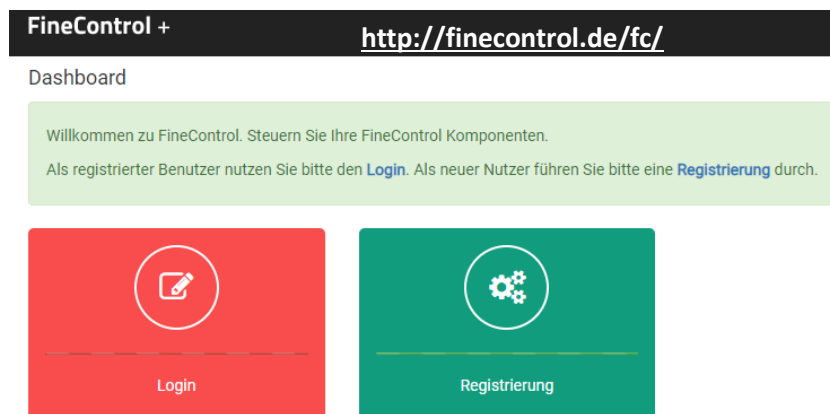 FineControl +
http://finecontrol.de/fc/
Dashboard
Willkommen zu FineControl. Steuern Sie Ihre FineControl Komponenten.
Als registrierter Benutzer nutzen Sie bitte den Login. Als neuer Nutzer führen Sie bitte eine Registrierung durch.
Login
Registrierung